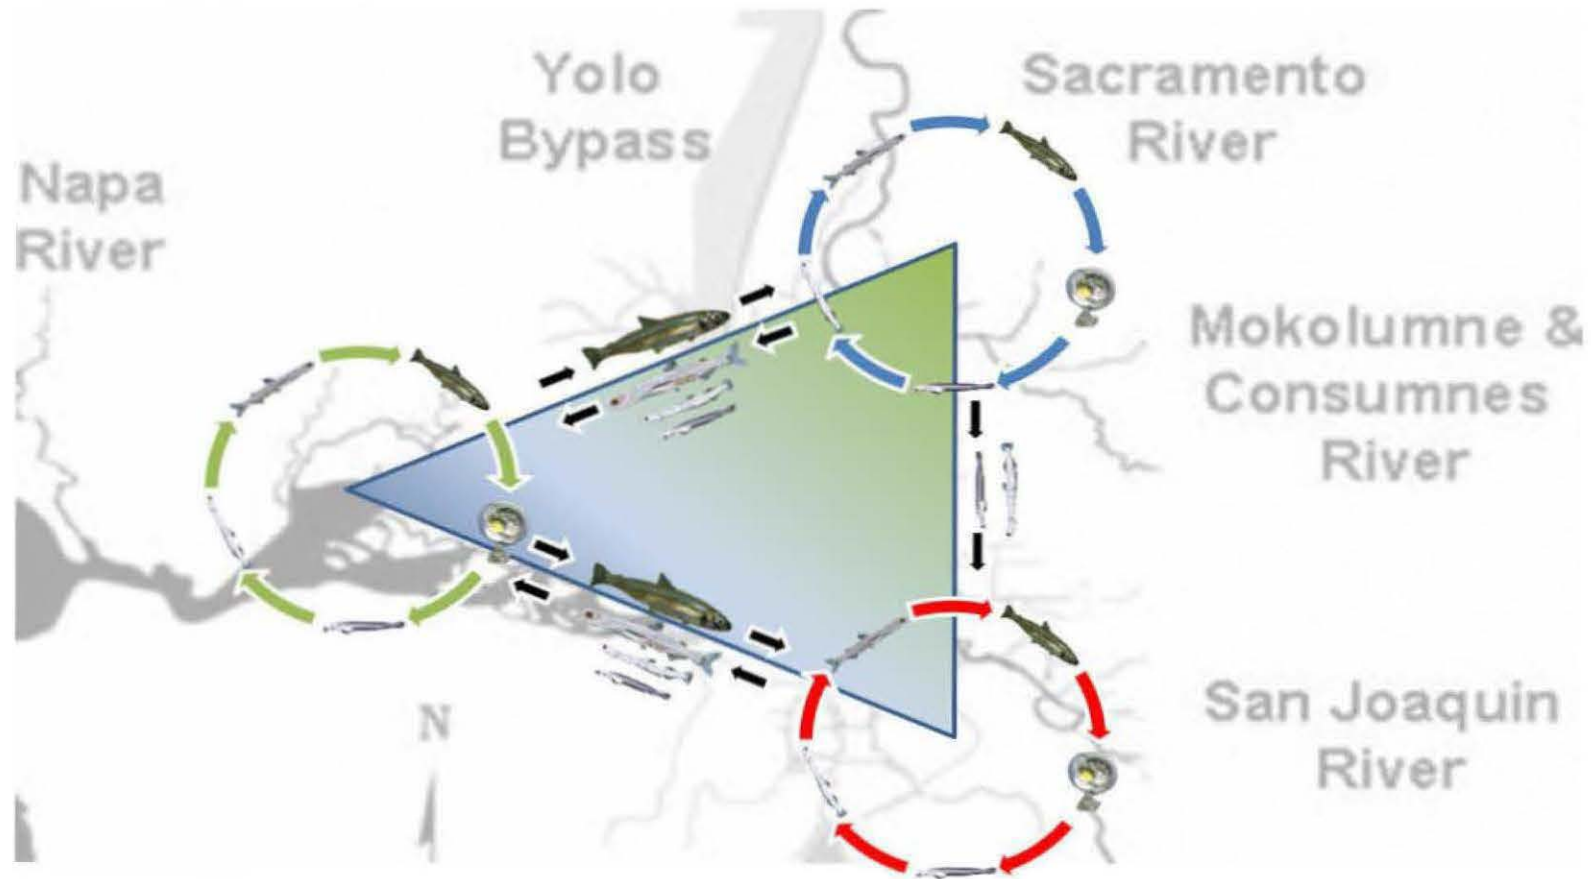 Yolo
Bypass
Sacramento
River
Napa
River
Mokolumne &
Consumnes
River
San Joaquin
River
N